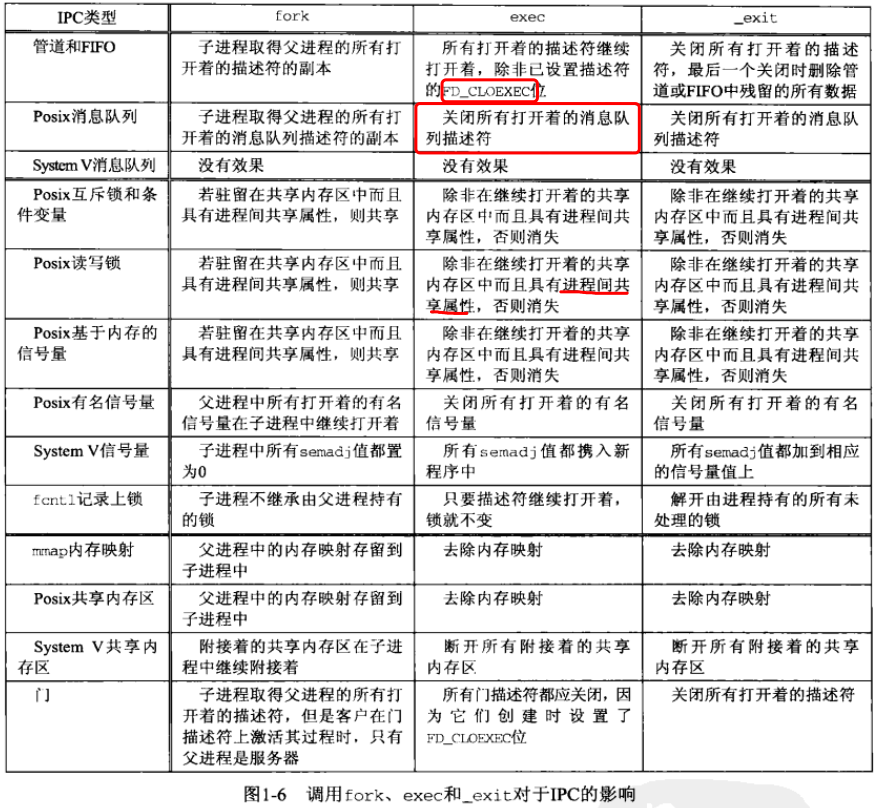 IPC类型 fork exec _exit
管道和FIFO 子进程取得父进程的所有打 所有打开着的描述符继续 关闭所有打开着的描述
开着的描述符的副本 打开着，除非已设置描述符 符，最后一个关闭时删除管
的FD_CLOEXEC位 道或FIFO中残留的所有数据
Posix消息队列 子进程取得父进程的所有打 关闭所有打开着的消息队 关闭所有打开着的消息队
开着的消息队列描述符的副本 列描述符 列描述符
System V消息队列 没有效果 没有效果 没有效果
Posix互斥锁和条 若驻留在共享内存区中而且 除非在继续打开着的共享 除非在继续打开着的共享
件变量 具有进程间共享属性，则共享 内存区中而且具有进程间共 内存区中而且具有进程间共
享属性，否则消失 享属性，否则消失
Posix读写锁 若驻留在共享内存区中而且 除非在继续打开着的共享 除非在继续打开着的共享
具有进程间共享属性，则共享 内存区中而且具有进程间共 内存区中而且具有进程间共
享属性，否则消失 享属性，否则消失
Posix基于内存的 若驻留在共享内存区中而且 除非在继续打开着的共享 除非在继续打开着的共享
信号量 具有进程间共享属性，则共享 内存区中而且具有进程间共 内存区中而且具有进程间共
享属性，否则消失 享属性，否则消失
Posix有名信号量 父进程中所有打开着的有名 关闭所有打开着的有名 关闭所有打开着的有名
信号量在子进程中继续打开着 信号量 信号量
System V信号量 子进程中所有semadj值都置 所有semadj值都携入新 所有semadj值都加到相应
为0 程序中 的信号量值上
fcntl记录上锁 子进程不继承由父进程持有 只要描述符继续打开着， 解开由进程持有的所有未
的锁 锁就不变 处理的锁
mmap内存映射 父进程中的内存映射存留到 去除内存映射 去除内存映射
子进程中
Posix共享内存区 父进程中的内存映射存留到 去除内存映射 去除内存映射
子进程中
System V共享内 附接着的共享内存区在子进 断开所有附接着的共享 断开所有附接着的共享
存区 程中继续附接着 内存区 内存区
门 子进程取得父进程的所有打 所有门描述符都应关闭，因 关闭所有打开着的描述符
开着的描述符，但是客户在门 为它们创建时设置了
描述符上激活其过程时，只有 FD_CLOEXEC位
父进程是服务器
图1-6 调用fork、exec和_exit对于IPC的影响